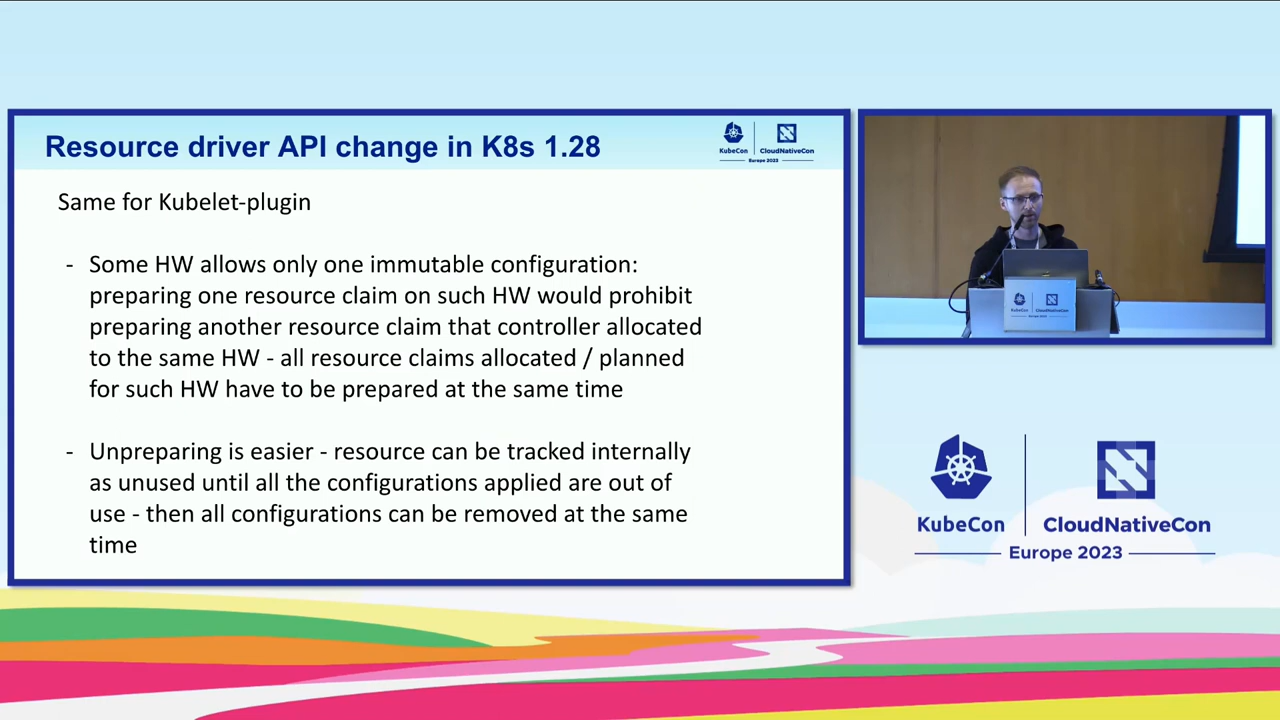 Resource driver API change in K8s 1.28
KubeCon
CloudNativeCon
Europe 2023
Same for Kubelet-plugin
- Some HW allows only one immutable configuration:
preparing one resource claim on such HW would prohibit
preparing another resource claim that controller allocated
to the same HW - all resource claims allocated / planned
for such HW have to be prepared at the same time
- Unpreparing is easier - resource can be tracked internally
as unused until all the configurations applied are out of
use - then all configurations can be removed at the same
time
KubeCon
CloudNativeCon
Europe 2023
KubeCon
CloudNativeCon
Europe 2023